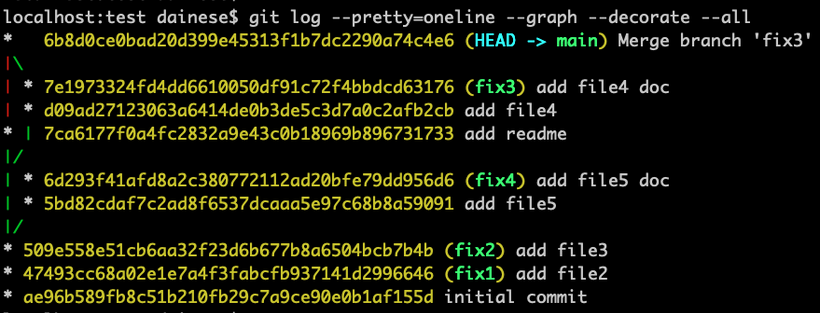 localhost:test dainese$ git log --pretty=oneline --graph --decorate --all
*   6b8d0ce0bad20d399e45313f1b7dc2290a74c4e6 (HEAD -> main) Merge branch 'fix3'
|\
| * 7e1973324fd4dd6610050df91c72f4bbdcd63176 (fix3) add file4 doc
| * d09ad27123063a6414de0b3de5c3d7a0c2afb2cb add file4
* | 7ca6177f0a4fc2832a9e43c0b18969b896731733 add readme
|/
| * 6d293f41afd8a2c380772112ad20bfe79dd956d6 (fix4) add file5 doc
| * 5bd82cdaf7c2ad8f6537dcaaa5e97c68b8a59091 add file5
|/
* 509e558e51cb6aa32f23d6b677b8a6504bcb7b4b (fix2) add file3
* 47493cc68a02e1e7a4f3fabcfb937141d2996646 (fix1) add file2
* ae96b589fb8c51b210fb29c7a9ce90e0b1af155d initial commit